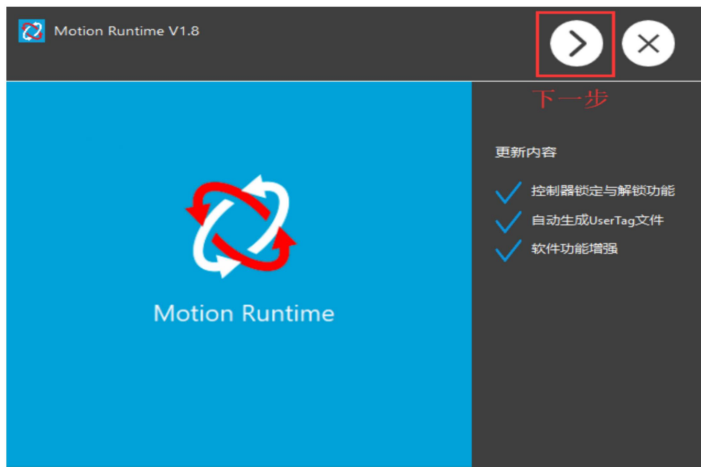 Motion Runtime V1.8
下一步
更新内容
控制器锁定与解锁功能
自动生成UserTag文件
软件功能增强
Motion Runtime